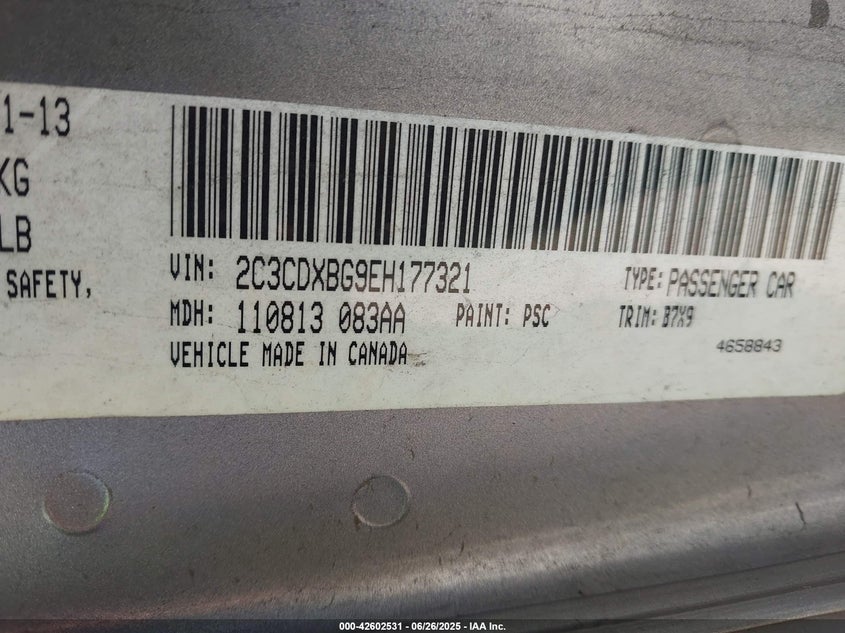 1-13
KG
LB
SAFETY,
VIN: 2C3CDXBG9EH177321 TYPE: PASSENGER CAR
MDH: 110813 083AA PAINT: PSC TRIM: B7X9
VEHICLE MADE IN CANADA 4658843
000-42602531 | 06/26/2025 - IAA Inc.